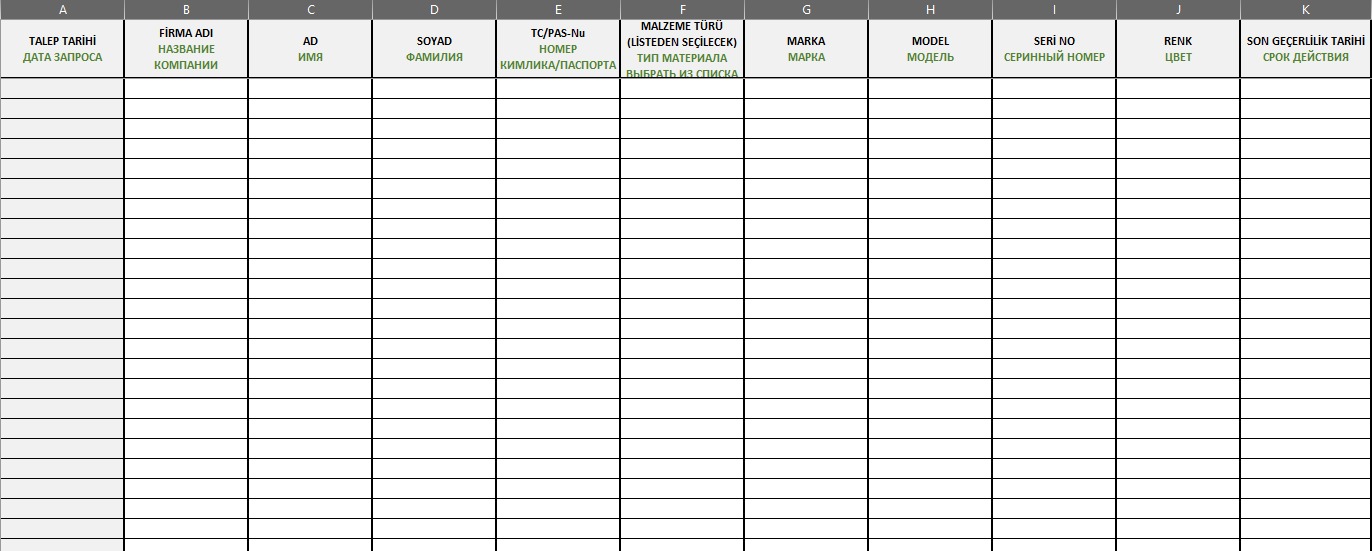 A B C D E F G H I J K
TALEP TARİHİ
ДАТА ЗАПРОСА
FİRMA ADI
НАЗВАНИЕ
КОМПАНИИ
AD
ИМЯ
SOYAD
ФАМИЛИЯ
TC/PAS-Nu
НОМЕР
КИМЛИКА/ПАСПОРТА
MALZEME TÜRÜ
(LİSTEDEN SEÇİLECEK)
ТИП МАТЕРИАЛА
ВЫБРАТЬ ИЗ СПИСКА
MARKA
МАРКА
MODEL
МОДЕЛЬ
SERİ NO
СЕРИННЫЙ НОМЕР
RENK
ЦВЕТ
SON GEÇERLİLİK TARİHİ
СРОК ДЕЙСТВИЯ